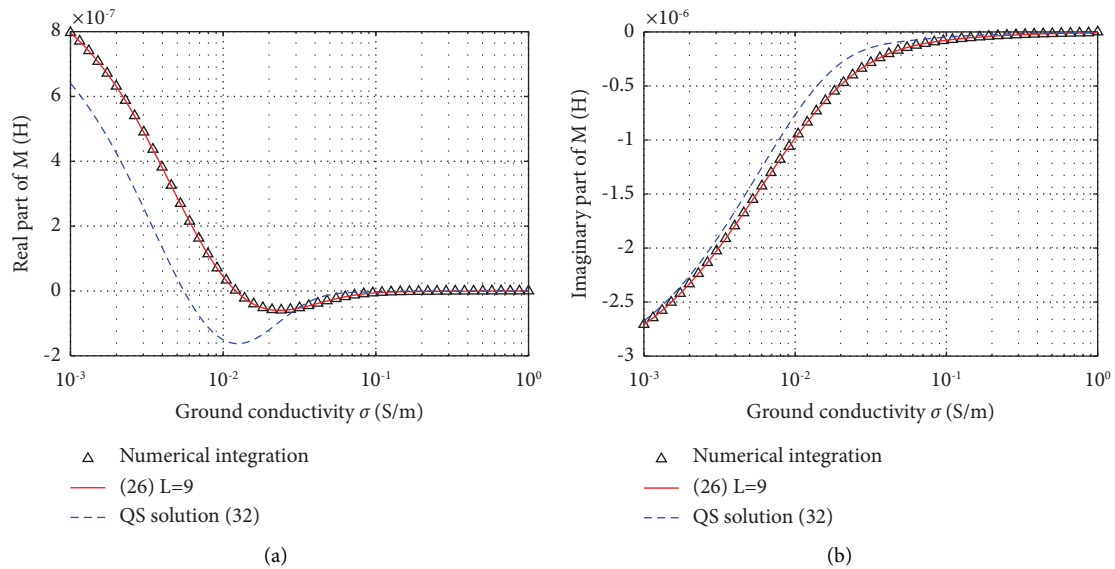 ×10⁻⁷
8
6
4
2
0
-2
10⁻³
10⁻²
10⁻¹
10⁰
Real part of M (H)
Ground conductivity σ (S/m)
Numerical integration
(26) L=9
QS solution (32)
(a)
×10⁻⁶
0
-0.5
-1
-1.5
-2
-2.5
-3
10⁻³
10⁻²
10⁻¹
10⁰
Imaginary part of M (H)
Ground conductivity σ (S/m)
Numerical integration
(26) L=9
QS solution (32)
(b)